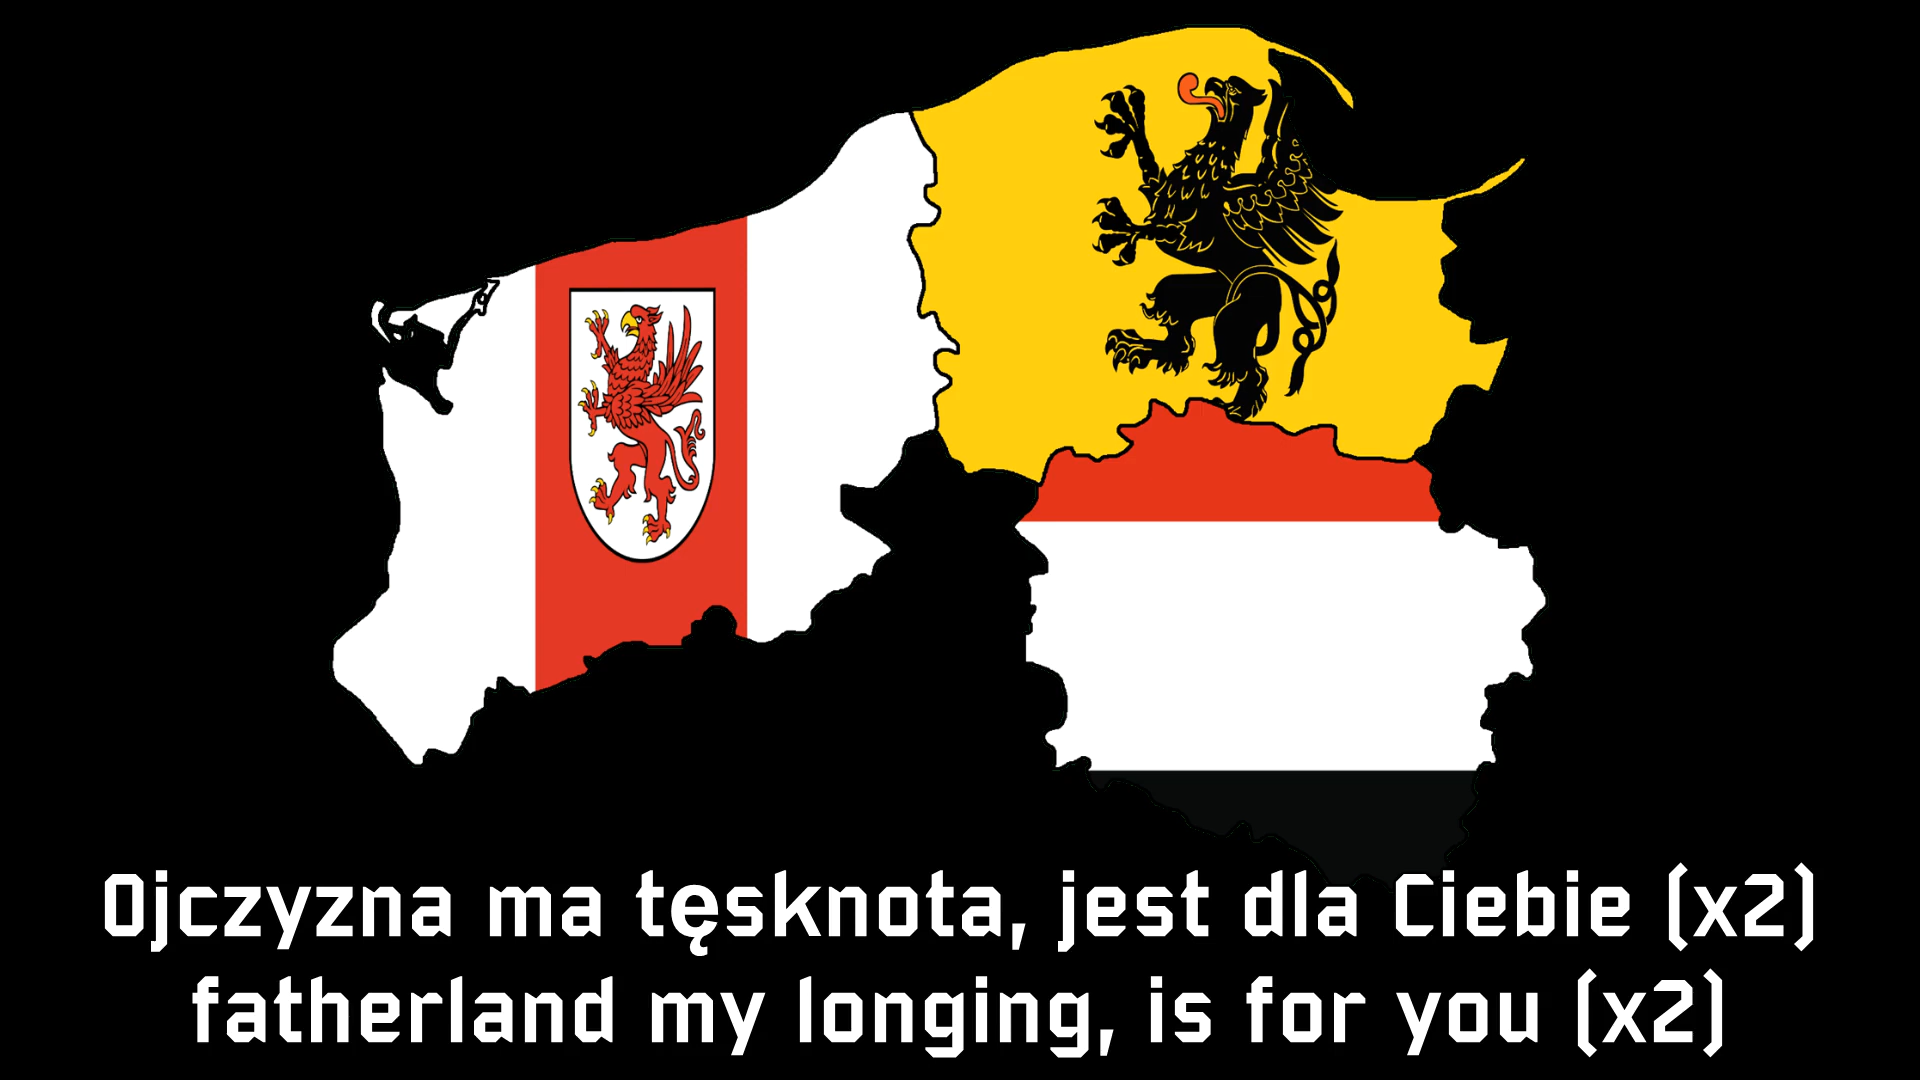 Ojczyzna ma tęsknota, jest dla Ciebie (x2)
fatherland my longing, is for you (x2)